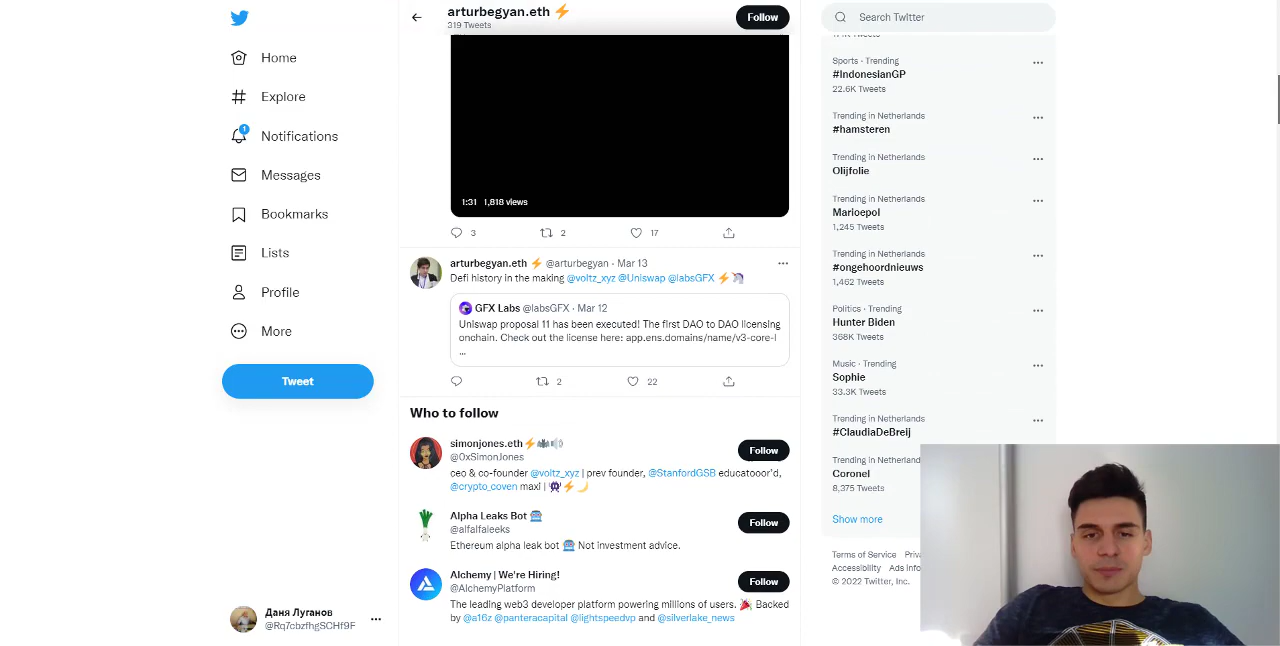 Home
Explore
1
Notifications
Messages
Bookmarks
Lists
Profile
More
Tweet
Даня Луганов
@Rq7cbzfhgSCHf9F
arturbegyan.eth ⚡
319 Tweets
Follow
1:31 1,818 views
3 2 17
arturbegyan.eth ⚡ @arturbegyan · Mar 13
Defi history in the making @voltz_xyz @Uniswap @labsGFX ⚡🦄
GFX Labs @labsGFX · Mar 12
Uniswap proposal 11 has been executed! The first DAO to DAO licensing
onchain. Check out the license here: app.ens.domains/name/v3-core-l
...
2 22
Who to follow
simonjones.eth⚡🦇🔊
@0xSimonJones
Follow
ceo & co-founder @voltz_xyz | prev founder, @StanfordGSB educatooor'd,
@crypto_coven maxi | 👾⚡🌙
Alpha Leaks Bot 🤖
@alfalfaleeks
Follow
Ethereum alpha leak bot 🤖 Not investment advice.
Alchemy | We're Hiring!
@AlchemyPlatform
Follow
The leading web3 developer platform powering millions of users. 🎉 Backed
by @a16z @panteracapital @lightspeedvp and @silverlake_news
Search Twitter
Sports · Trending
#IndonesianGP
22.6K Tweets
Trending in Netherlands
#hamsteren
Trending in Netherlands
Olijfolie
Trending in Netherlands
Marioepol
1,245 Tweets
Trending in Netherlands
#ongehoordnieuws
1,462 Tweets
Politics · Trending
Hunter Biden
368K Tweets
Music · Trending
Sophie
33.3K Tweets
Trending in Netherlands
#ClaudiaDeBreij
Trending in Netherland
Coronel
8,375 Tweets
Show more
Terms of Service Priva
Accessibility Ads info
© 2022 Twitter, Inc.